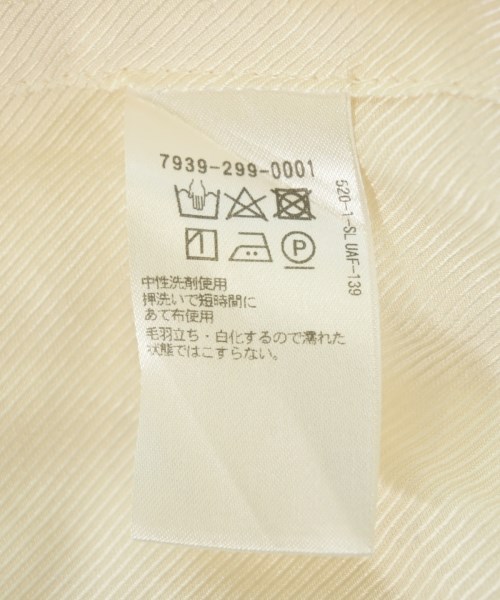 7939-299-0001
520-1-SL UAF-139
P
中性洗剤使用
押洗いで短時間に
あて布使用
毛羽立ち・白化するので濡れた
状態ではこすらない。